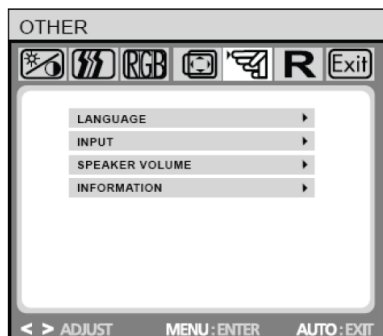 OTHER
RGB R Exit
LANGUAGE
INPUT
SPEAKER VOLUME
INFORMATION
< > ADJUST MENU : ENTER AUTO : EXIT